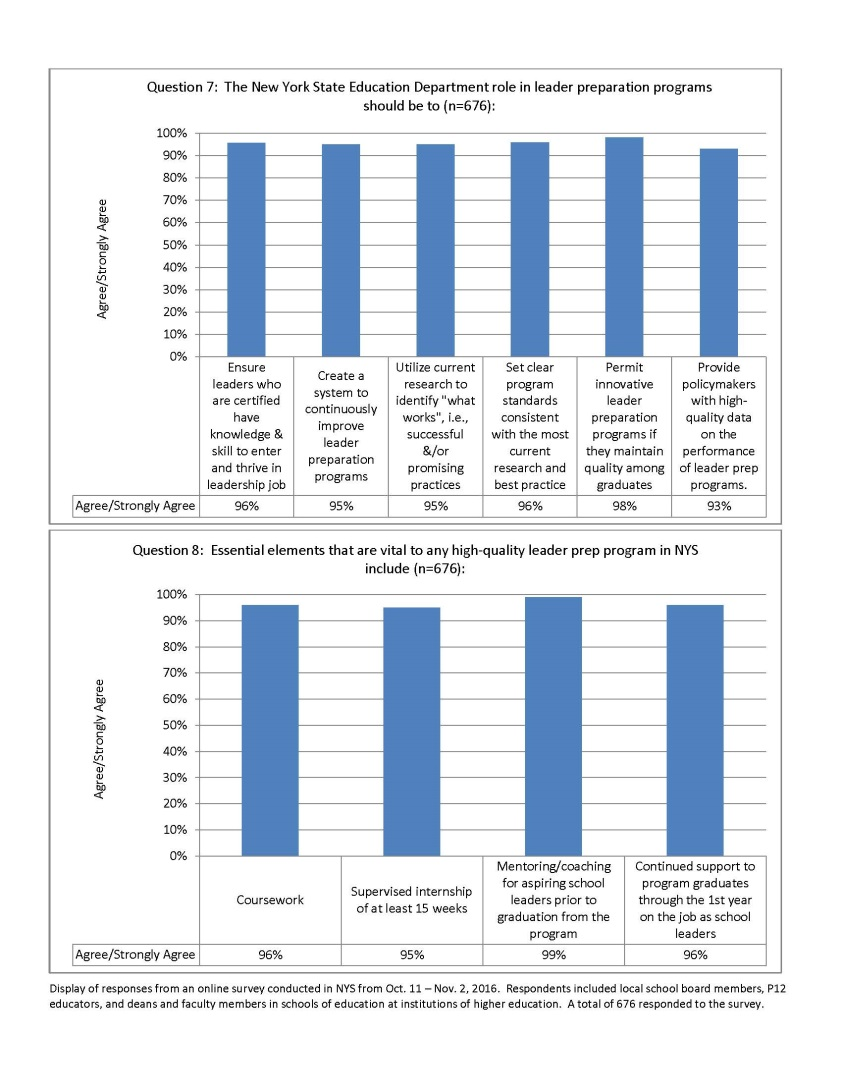 Question 7:  The New York State Education Department role in leader preparation programs
should be to (n=676):
Agree/Strongly Agree
100%
90%
80%
70%
60%
50%
40%
30%
20%
10%
0%
Ensure
leaders who
are certified
have
knowledge &
skill to enter
and thrive in
leadership job
Create a
system to
continuously
improve
leader
preparation
programs
Utilize current
research to
identify "what
works", i.e.,
successful
&/or
promising
practices
Set clear
program
standards
consistent
with the most
current
research and
best practice
Permit
innovative
leader
preparation
programs if
they maintain
quality among
graduates
Provide
policymakers
with high-
quality data
on the
performance
of leader prep
programs.
Agree/Strongly Agree 96% 95% 95% 96% 98% 93%
Question 8:  Essential elements that are vital to any high-quality leader prep program in NYS
include (n=676):
Agree/Strongly Agree
100%
90%
80%
70%
60%
50%
40%
30%
20%
10%
0%
Coursework
Supervised internship
of at least 15 weeks
Mentoring/coaching
for aspiring school
leaders prior to
graduation from the
program
Continued support to
program graduates
through the 1st year
on the job as school
leaders
Agree/Strongly Agree 96% 95% 99% 96%
Display of responses from an online survey conducted in NYS from Oct. 11 – Nov. 2, 2016.  Respondents included local school board members, P12
educators, and deans and faculty members in schools of education at institutions of higher education.  A total of 676 responded to the survey.